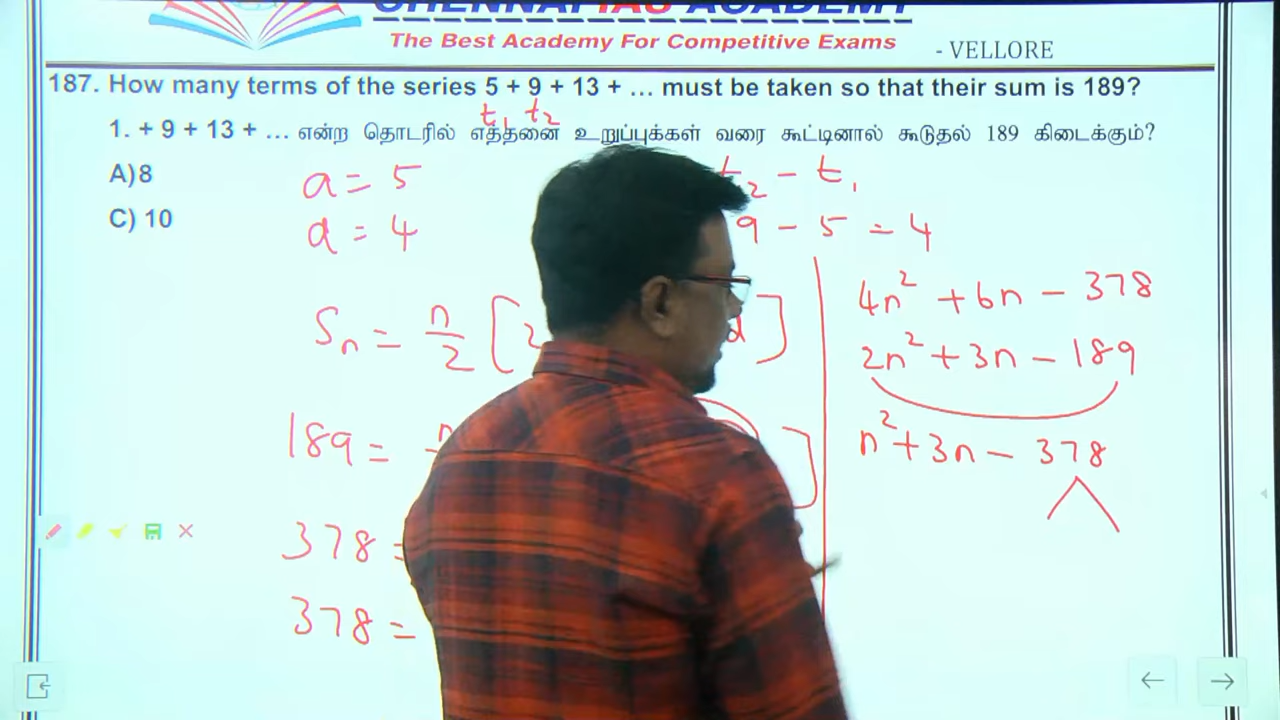 CHENNAI IAS ACADEMY
The Best Academy For Competitive Exams
- VELLORE
187. How many terms of the series 5 + 9 + 13 + ... must be taken so that their sum is 189?
t₁ t₂
1. + 9 + 13 + ... என்ற தொடரில் எத்தனை உறுப்புக்கள் வரை கூட்டினால் கூடுதல் 189 கிடைக்கும்?
A) 8
a = 5
t₂ - t₁
C) 10
d = 4
9 - 5 = 4
Sₙ = n/2 [2 d]
189 =
378 =
378 =
4n² + 6n - 378
2n² + 3n - 189
n² + 3n - 378